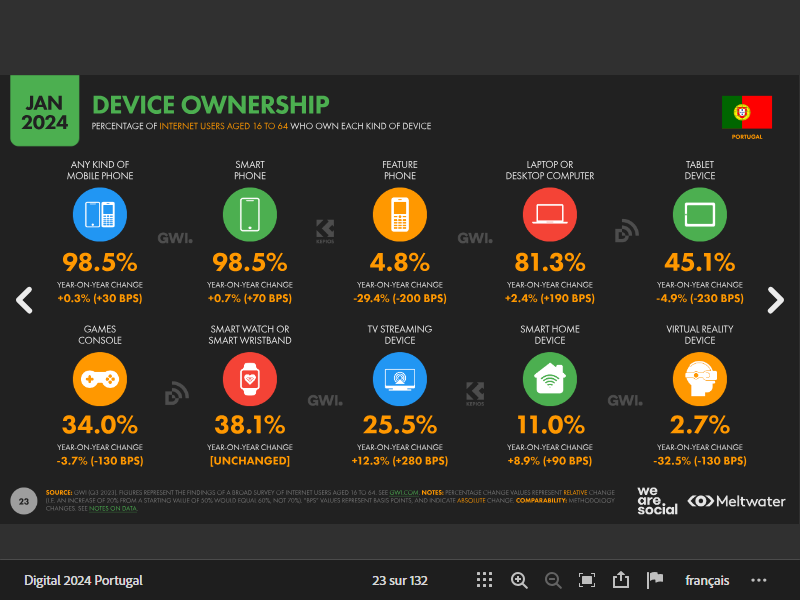 JAN
2024
DEVICE OWNERSHIP
PERCENTAGE OF INTERNET USERS AGED 16 TO 64 WHO OWN EACH KIND OF DEVICE
PORTUGAL
ANY KIND OF
MOBILE PHONE
98.5%
YEAR-ON-YEAR CHANGE
+0.3% (+30 BPS)
SMART
PHONE
98.5%
YEAR-ON-YEAR CHANGE
+0.7% (+70 BPS)
FEATURE
PHONE
4.8%
YEAR-ON-YEAR CHANGE
-29.4% (-200 BPS)
LAPTOP OR
DESKTOP COMPUTER
81.3%
YEAR-ON-YEAR CHANGE
+2.4% (+190 BPS)
TABLET
DEVICE
45.1%
YEAR-ON-YEAR CHANGE
-4.9% (-230 BPS)
GWI.
KEPIOS
GWI.
GAMES
CONSOLE
34.0%
YEAR-ON-YEAR CHANGE
-3.7% (-130 BPS)
SMART WATCH OR
SMART WRISTBAND
38.1%
YEAR-ON-YEAR CHANGE
[UNCHANGED]
TV STREAMING
DEVICE
25.5%
YEAR-ON-YEAR CHANGE
+12.3% (+280 BPS)
SMART HOME
DEVICE
11.0%
YEAR-ON-YEAR CHANGE
+8.9% (+90 BPS)
VIRTUAL REALITY
DEVICE
2.7%
YEAR-ON-YEAR CHANGE
-32.5% (-130 BPS)
GWI.
KEPIOS
GWI.
23
SOURCE: GWI (Q3 2023). FIGURES REPRESENT THE FINDINGS OF A BROAD SURVEY OF INTERNET USERS AGED 16 TO 64. SEE GWI.COM. NOTES: PERCENTAGE CHANGE VALUES REPRESENT RELATIVE CHANGE
(I.E. AN INCREASE OF 20% FROM A STARTING VALUE OF 50% WOULD EQUAL 60%, NOT 70%). "BPS" VALUES REPRESENT BASIS POINTS, AND INDICATE ABSOLUTE CHANGE. COMPARABILITY: METHODOLOGY
CHANGES. SEE NOTES ON DATA.
we
are.
social
Meltwater
Digital 2024 Portugal
23 sur 132
français